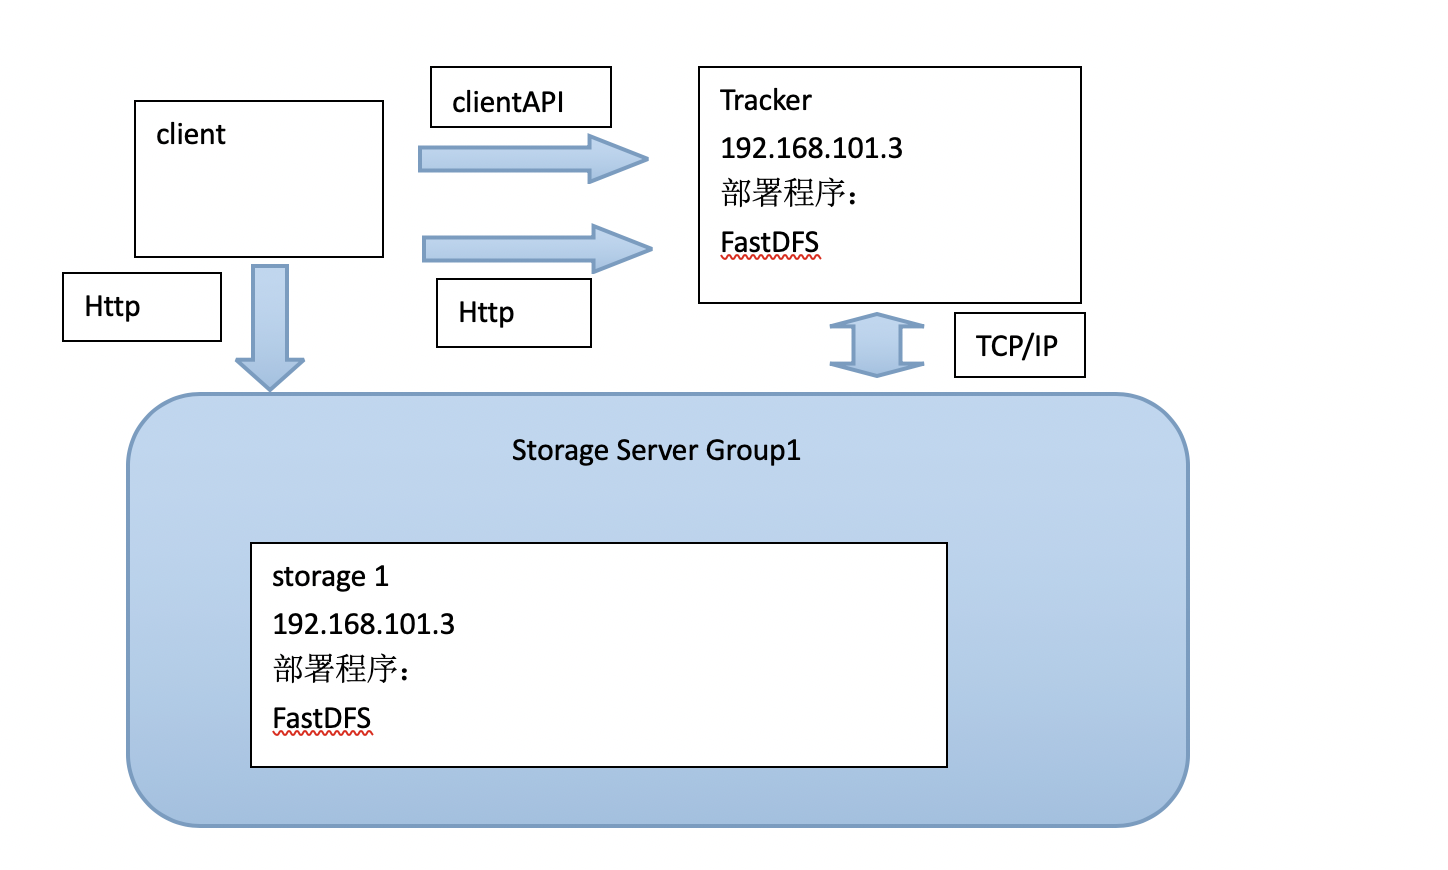 client
clientAPI
Tracker
192.168.101.3
部署程序：
FastDFS
Http
Http
TCP/IP
Storage Server Group1
storage 1
192.168.101.3
部署程序：
FastDFS